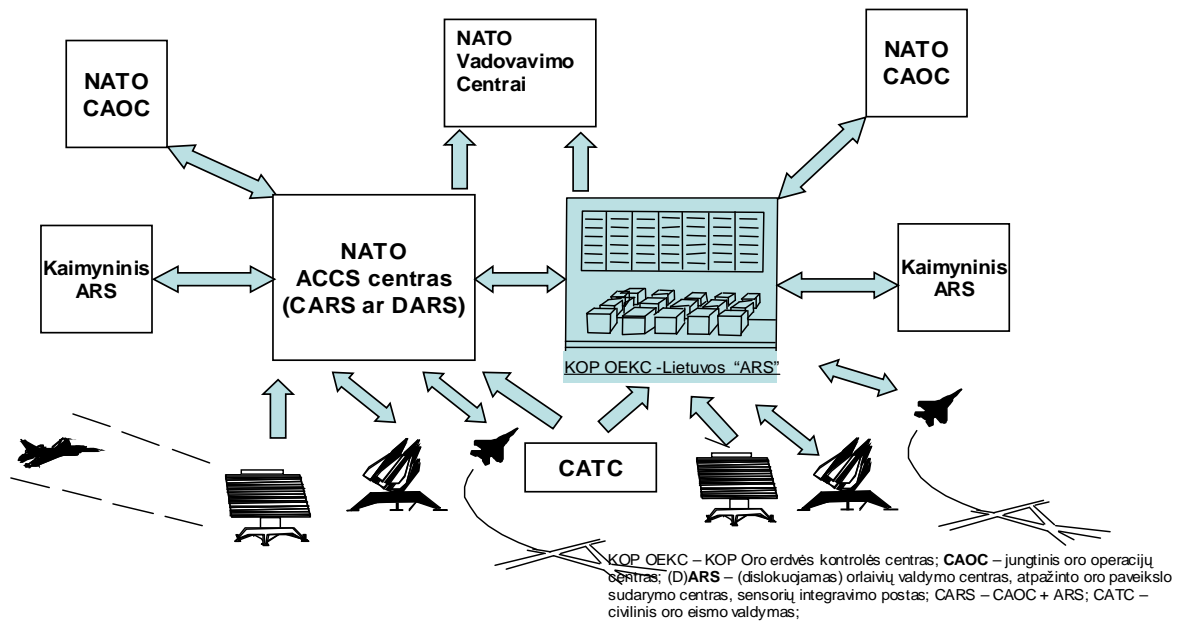 NATO
CAOC
NATO
Vadovavimo
Centrai
NATO
CAOC
Kaimyninis
ARS
NATO
ACCS centras
(CARS ar DARS)
KOP OEKC -Lietuvos "ARS"
Kaimyninis
ARS
CATC
KOP OEKC – KOP Oro erdvės kontrolės centras; CAOC – jungtinis oro operacijų
centras; (D)ARS – (dislokuojamas) orlaivių valdymo centras, atpažinto oro paveikslo
sudarymo centras, sensorių integravimo postas; CARS – CAOC + ARS; CATC –
civilinis oro eismo valdymas;